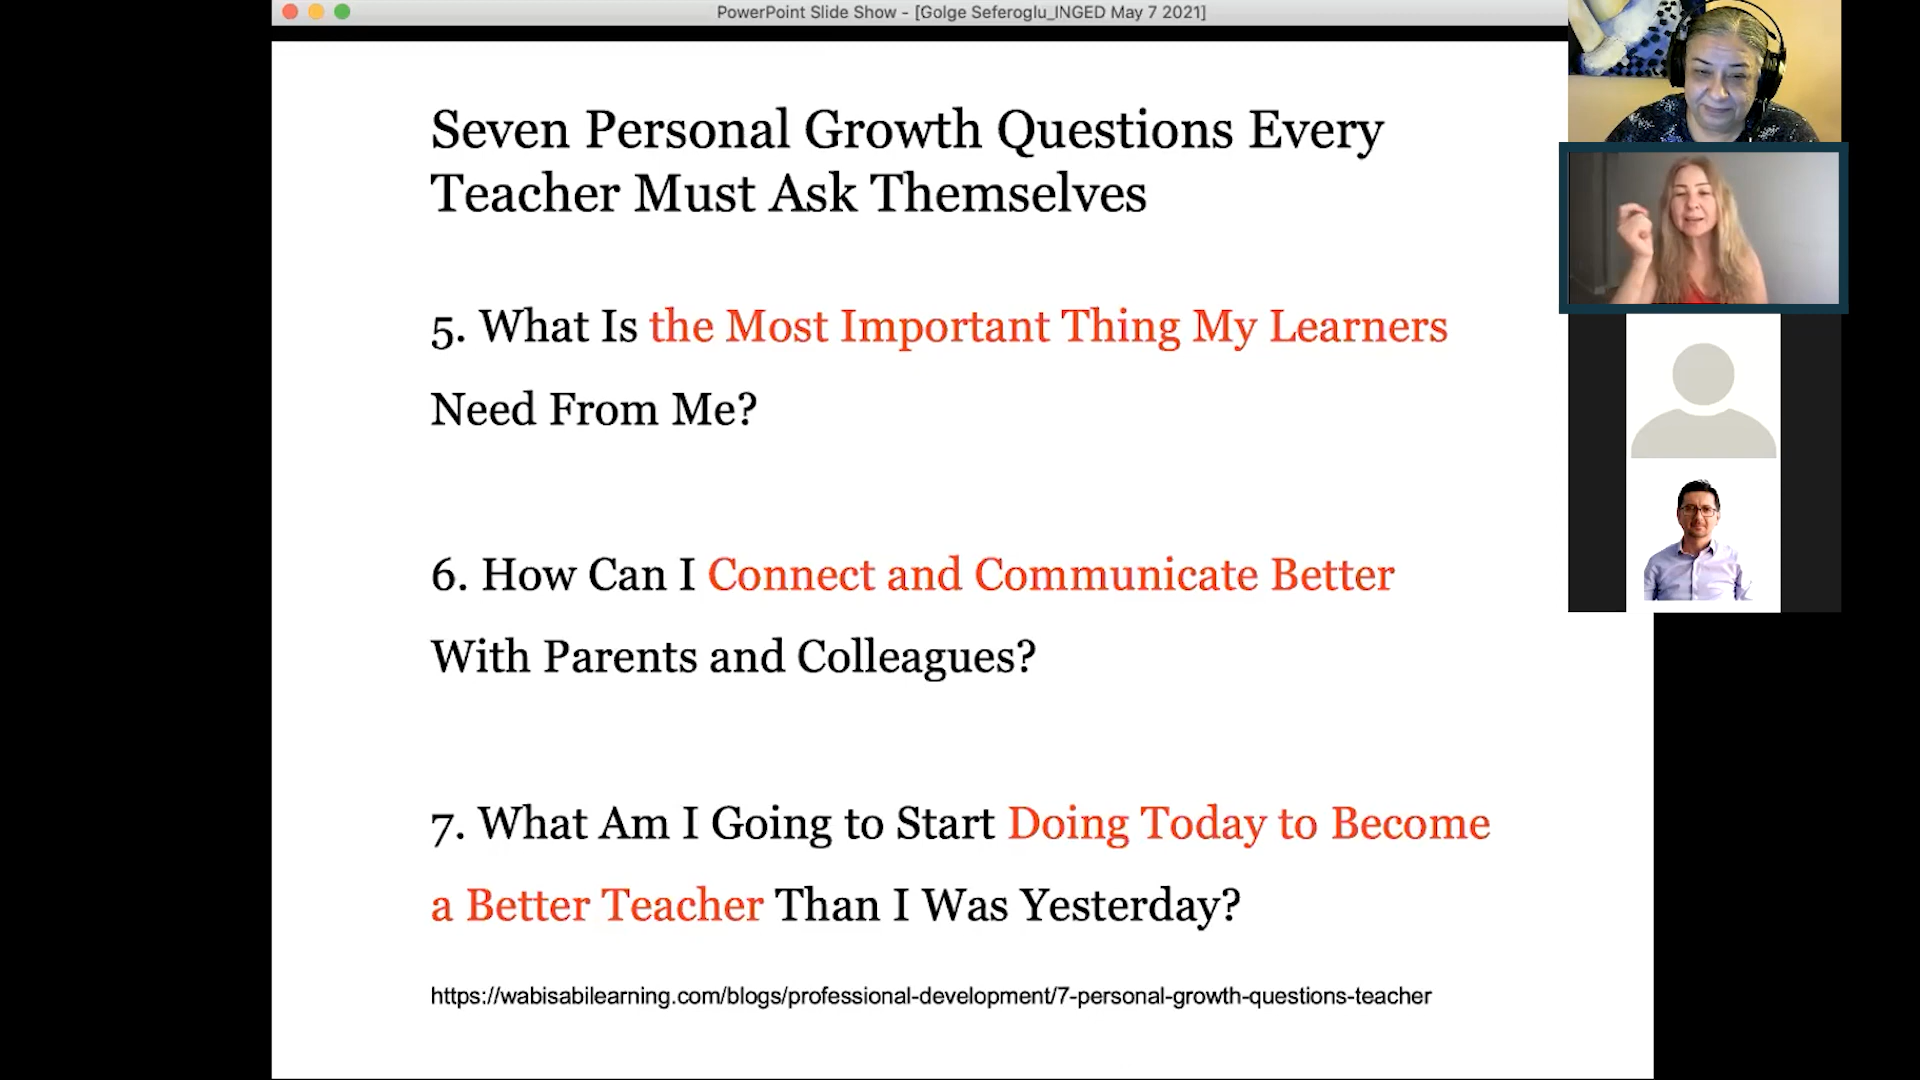 PowerPoint Slide Show - [Golge Seferoglu_INGED May 7 2021]
Seven Personal Growth Questions Every
Teacher Must Ask Themselves
5. What Is the Most Important Thing My Learners
Need From Me?
6. How Can I Connect and Communicate Better
With Parents and Colleagues?
7. What Am I Going to Start Doing Today to Become
a Better Teacher Than I Was Yesterday?
https://wabisabilearning.com/blogs/professional-development/7-personal-growth-questions-teacher